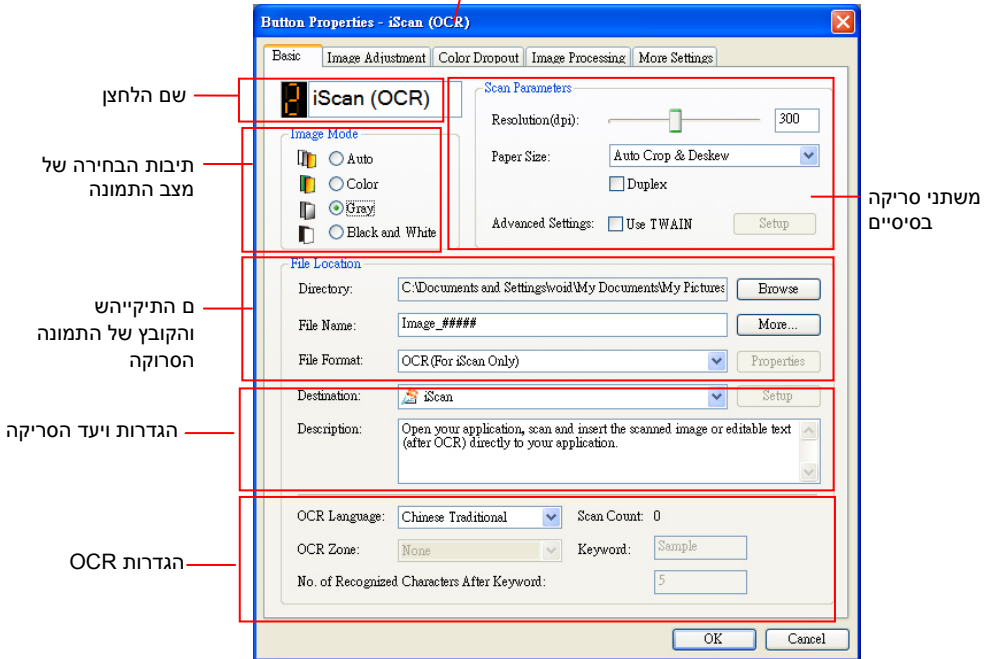 Button Properties - iScan (OCR)
Basic Image Adjustment Color Dropout Image Processing More Settings
שם הלחצן
2 iScan (OCR)
תיבות הבחירה של
מצב התמונה
Image Mode
Auto
Color
Gray
Black and White
Scan Parameters
Resolution(dpi): 300
Paper Size: Auto Crop & Deskew
Duplex
Advanced Settings: Use TWAIN Setup
משתני סריקה
בסיסיים
ם התיקייהש
והקובץ של התמונה
הסרוקה
File Location
Directory: C:\Documents and Settings\void\My Documents\My Pictures Browse
File Name: Image_##### More...
File Format: OCR(For iScan Only) Properties
הגדרות ויעד הסריקה
Destination: iScan Setup
Description: Open your application, scan and insert the scanned image or editable text
(after OCR) directly to your application.
הגדרות OCR
OCR Language: Chinese Traditional Scan Count: 0
OCR Zone: None Keyword: Sample
No. of Recognized Characters After Keyword: 5
OK Cancel